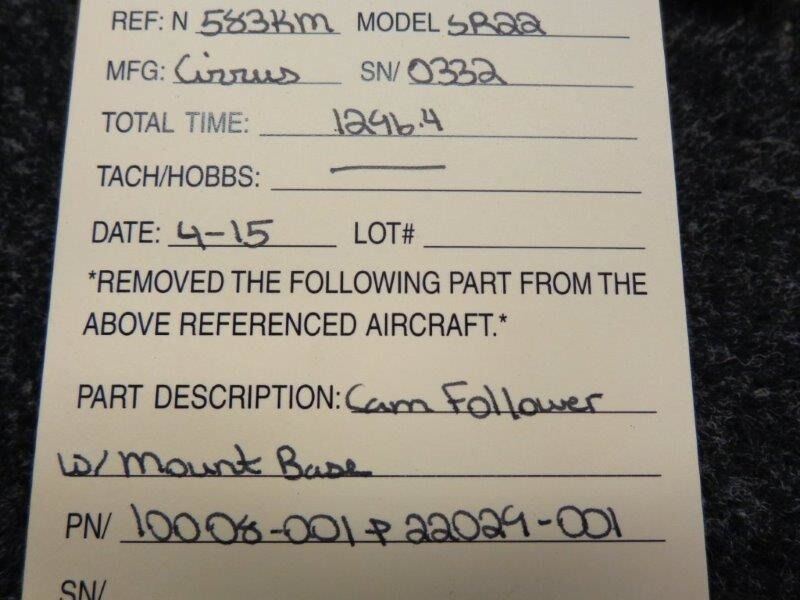 REF: N 583KM MODEL SR22
MFG: Cirrus SN/ 0332
TOTAL TIME: 1296.4
TACH/HOBBS: —
DATE: 4-15 LOT#
*REMOVED THE FOLLOWING PART FROM THE
ABOVE REFERENCED AIRCRAFT.*
PART DESCRIPTION: Cam Follower
w/ Mount Base
PN/ 10008-001 & 22029-001
SN/